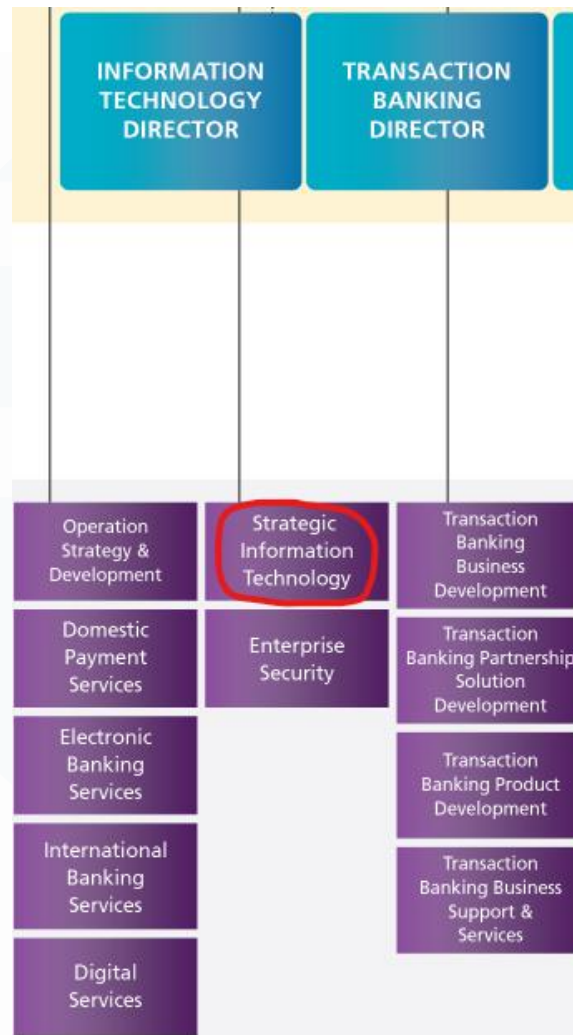 INFORMATION
TECHNOLOGY
DIRECTOR
TRANSACTION
BANKING
DIRECTOR
Operation
Strategy &
Development
Domestic
Payment
Services
Electronic
Banking
Services
International
Banking
Services
Digital
Services
Strategic
Information
Technology
Enterprise
Security
Transaction
Banking
Business
Development
Transaction
Banking Partnership
Solution
Development
Transaction
Banking Product
Development
Transaction
Banking Business
Support &
Services